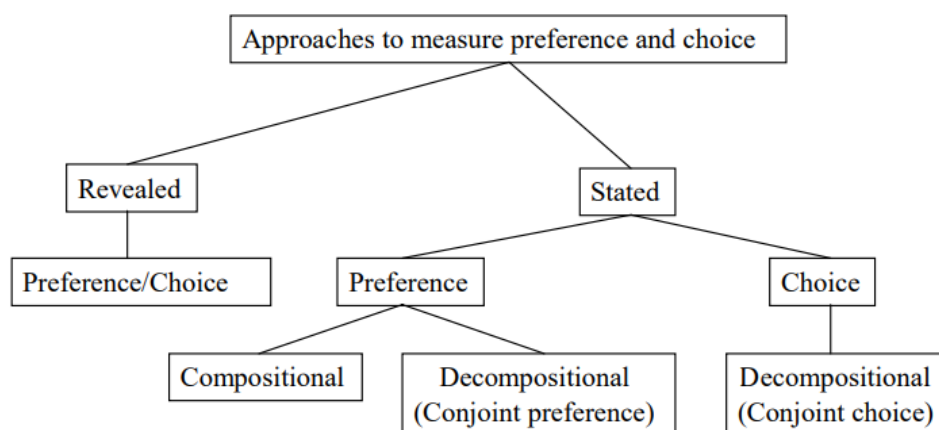 Approaches to measure preference and choice
Revealed
Stated
Preference/Choice
Preference
Choice
Compositional
Decompositional
(Conjoint preference)
Decompositional
(Conjoint choice)